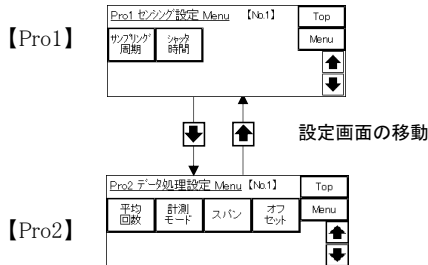 Pro1 センシング設定 Menu 【No.1】 Top
【Pro1】
サンプリング周期 シャッタ時間 Menu
設定画面の移動
Pro2 データ処理設定 Menu 【No.1】 Top
平均回数 計測モード スパン オフセット Menu
【Pro2】